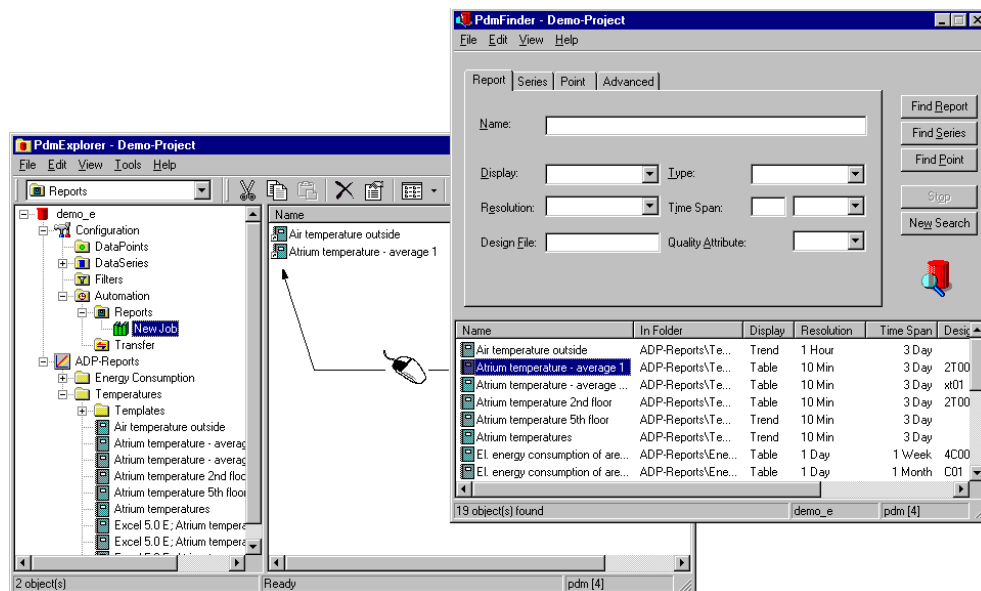 PdmFinder - Demo-Project
File Edit View Help
Report Series Point Advanced
Name:
Display:
Type:
Resolution:
Time Span:
Design File:
Quality Attribute:
Find Report
Find Series
Find Point
Stop
New Search
Name In Folder Display Resolution Time Span Desig
Air temperature outside ADP-Reports\Te... Trend 1 Hour 3 Day
Atrium temperature - average 1 ADP-Reports\Te... Table 10 Min 3 Day 2T00
Atrium temperature - average ... ADP-Reports\Te... Table 10 Min 3 Day xt01
Atrium temperature 2nd floor ADP-Reports\Te... Table 10 Min 3 Day 2T00
Atrium temperature 5th floor ADP-Reports\Te... Trend 10 Min 3 Day
Atrium temperatures ADP-Reports\Te... Trend 10 Min 3 Day
El. energy consumption of are... ADP-Reports\Ene... Table 1 Day 1 Week 4C00
El. energy consumption of are... ADP-Reports\Ene... Table 1 Day 1 Month C01
19 object(s) found demo_e pdm [4]
PdmExplorer - Demo-Project
File Edit View Tools Help
Reports
demo_e
Configuration
DataPoints
DataSeries
Filters
Automation
Reports
New Job
Transfer
ADP-Reports
Energy Consumption
Temperatures
Templates
Air temperature outside
Atrium temperature - averag
Atrium temperature - averag
Atrium temperature 2nd floo
Atrium temperature 5th floor
Atrium temperatures
Excel 5.0 E; Atrium tempera
Excel 5.0 E; Atrium tempera
Name
Air temperature outside
Atrium temperature - average 1
2 object(s) Ready pdm [4]